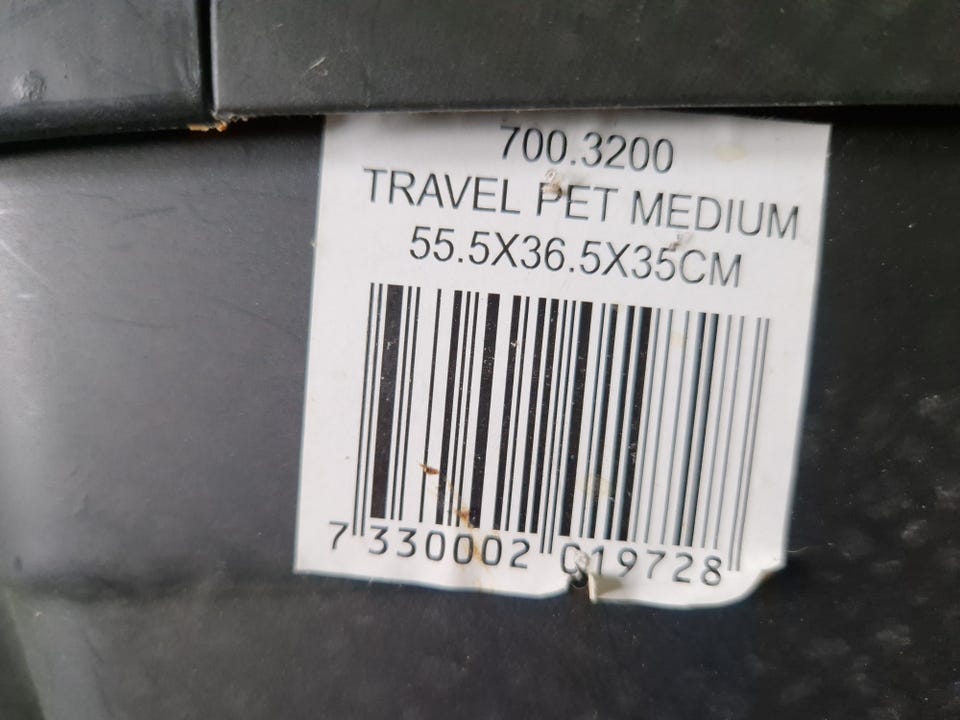 700.3200
TRAVEL PET MEDIUM
55.5X36.5X35CM
7 330002 019728